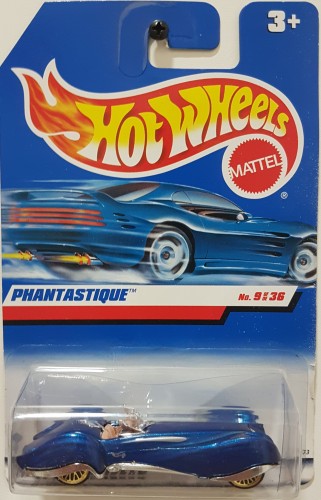 3+
Hot Wheels
MATTEL
®
PHANTASTIQUE™
No. 9 OF 36